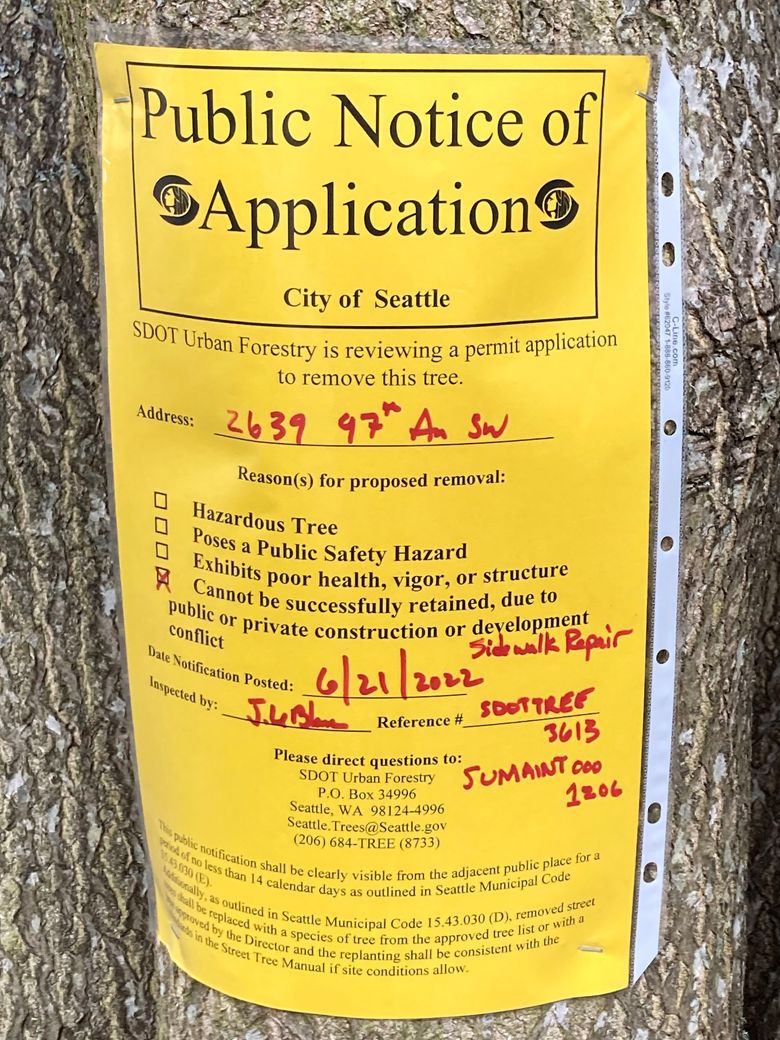 Public Notice of
Application
City of Seattle
SDOT Urban Forestry is reviewing a permit application
to remove this tree.
Address: 2639 47th Av SW
Reason(s) for proposed removal:
Hazardous Tree
Poses a Public Safety Hazard
Exhibits poor health, vigor, or structure
Cannot be successfully retained, due to
public or private construction or development
conflict
Sidewalk Repair
Date Notification Posted: 6/21/2022
Inspected by: Reference # SDOTTREE
3613
SUMAINT000
1206
Please direct questions to:
SDOT Urban Forestry
P.O. Box 34996
Seattle, WA 98124-4996
Seattle.Trees@Seattle.gov
(206) 684-TREE (8733)
This public notification shall be clearly visible from the adjacent public place for a
period of no less than 14 calendar days as outlined in Seattle Municipal Code
15.43.030 (E).
Additionally, as outlined in Seattle Municipal Code 15.43.030 (D), removed street
shall be replaced with a species of tree from the approved tree list or with a
approved by the Director and the replanting shall be consistent with the
in the Street Tree Manual if site conditions allow.
C-Line.com
Style #62047 1-888-860-9120